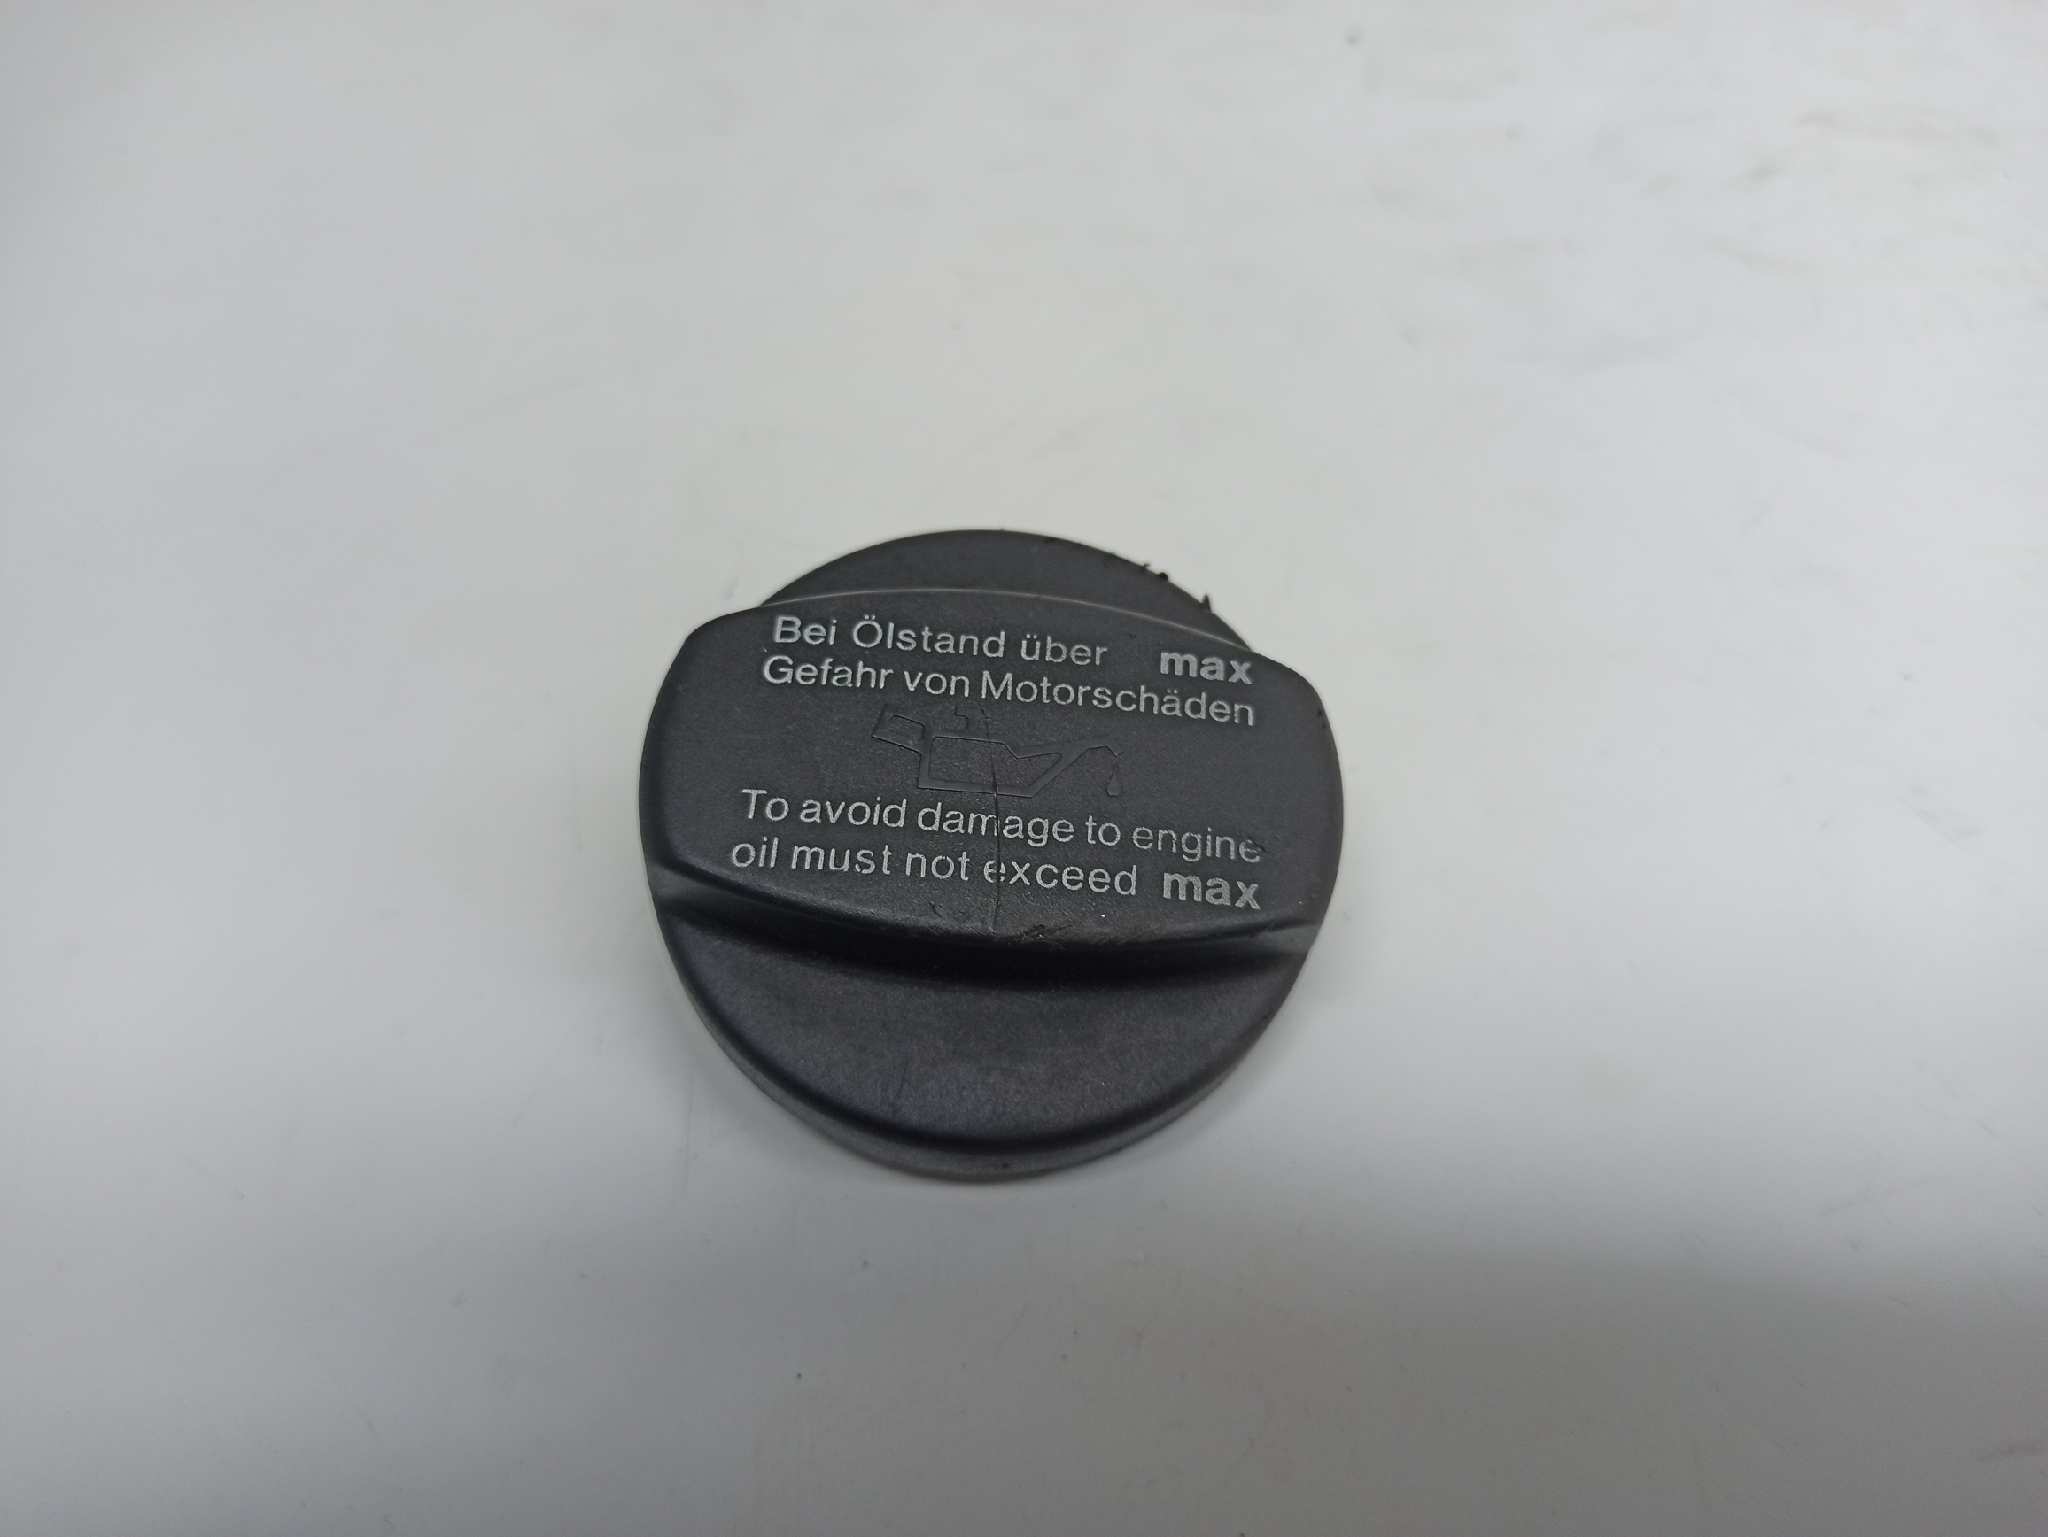 Bei Ölstand über max
Gefahr von Motorschäden
To avoid damage to engine
oil must not exceed max